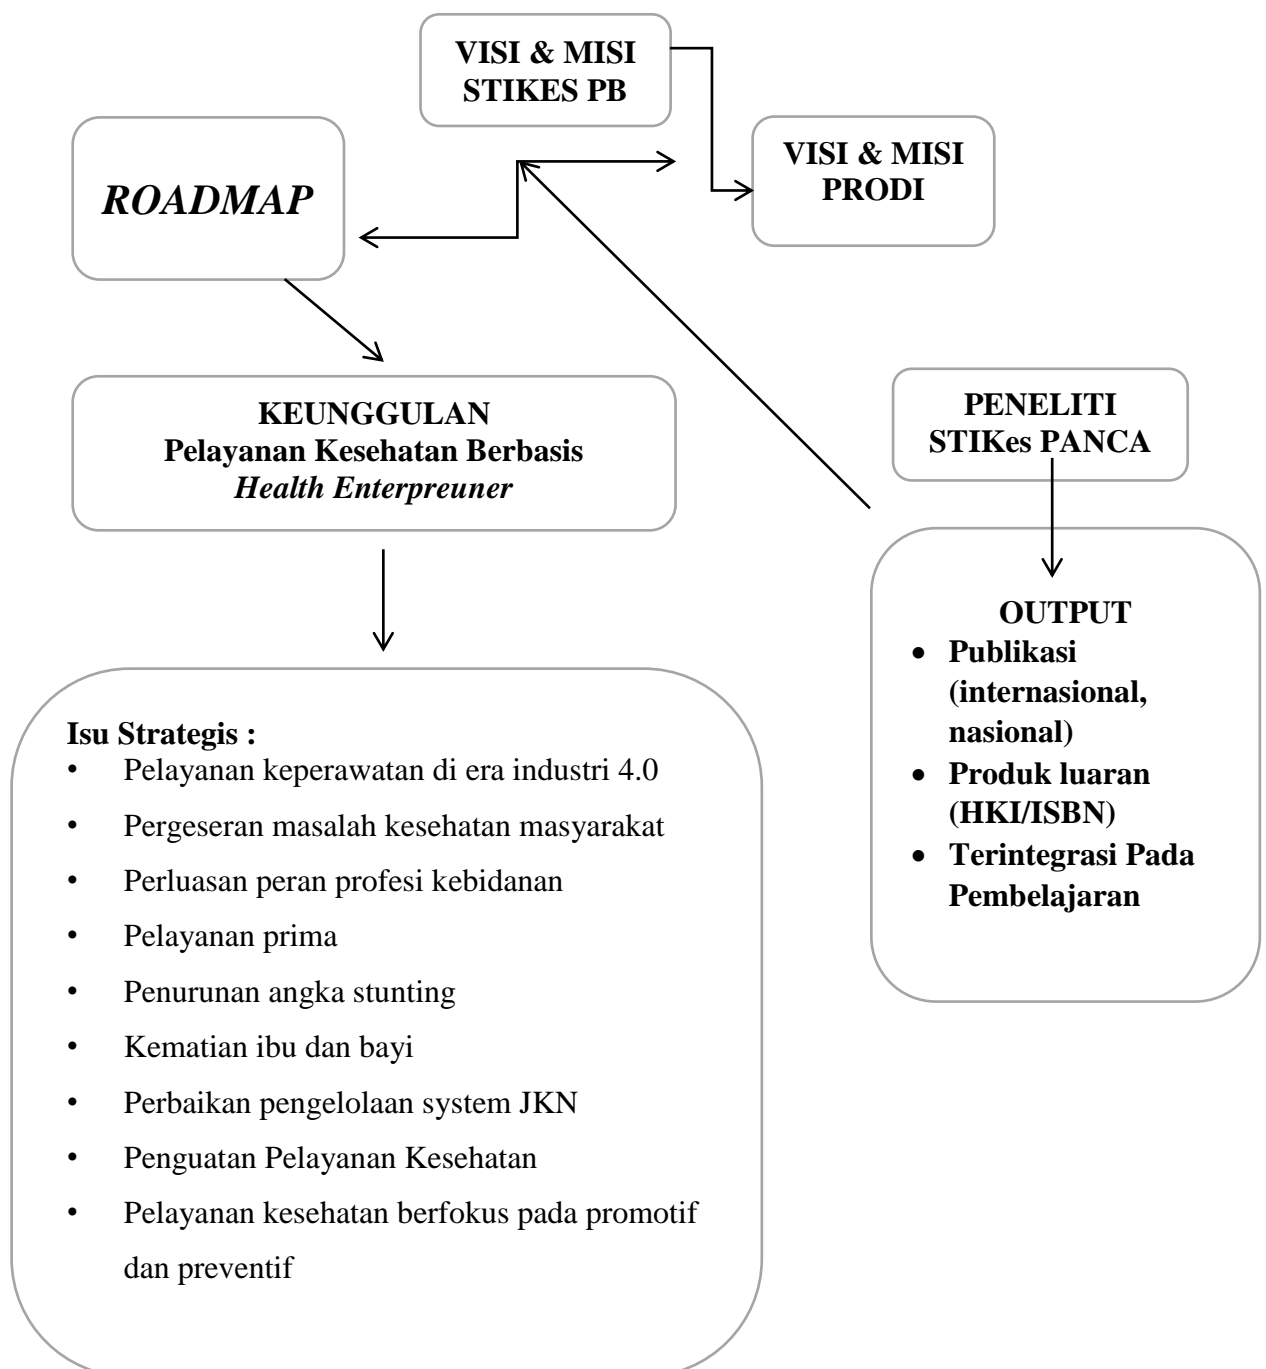 VISI & MISI
STIKES PB
VISI & MISI
PRODI
ROADMAP
KEUNGGULAN
Pelayanan Kesehatan Berbasis
Health Enterpreuner
PENELITI
STIKes PANCA
OUTPUT
• Publikasi
(internasional,
nasional)
• Produk luaran
(HKI/ISBN)
• Terintegrasi Pada
Pembelajaran
Isu Strategis :
• Pelayanan keperawatan di era industri 4.0
• Pergeseran masalah kesehatan masyarakat
• Perluasan peran profesi kebidanan
• Pelayanan prima
• Penurunan angka stunting
• Kematian ibu dan bayi
• Perbaikan pengelolaan system JKN
• Penguatan Pelayanan Kesehatan
• Pelayanan kesehatan berfokus pada promotif
dan preventif